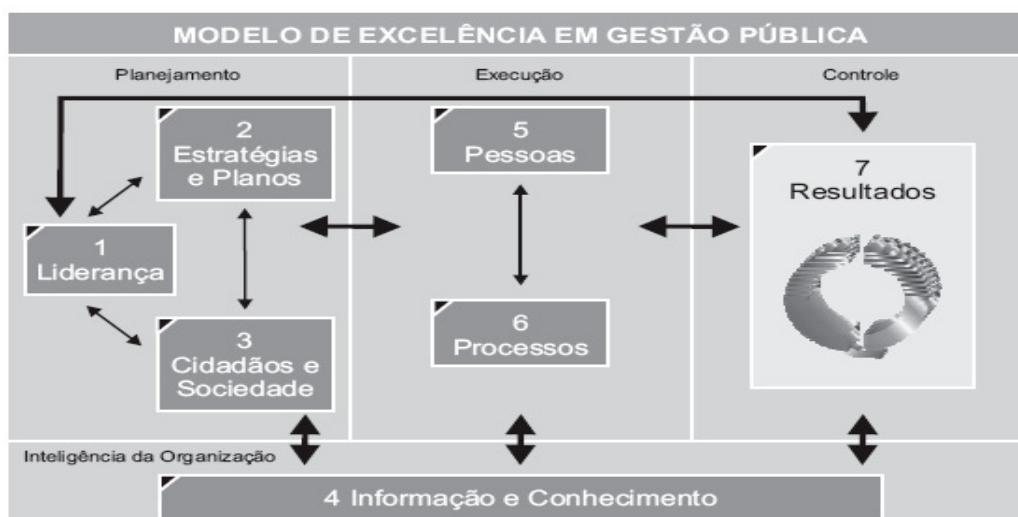 MODELO DE EXCELÊNCIA EM GESTÃO PÚBLICA
Planejamento
Execução
Controle
2
Estratégias
e Planos
5
Pessoas
7
Resultados
1
Liderança
3
Cidadãos e
Sociedade
6
Processos
Inteligência da Organização
4 Informação e Conhecimento